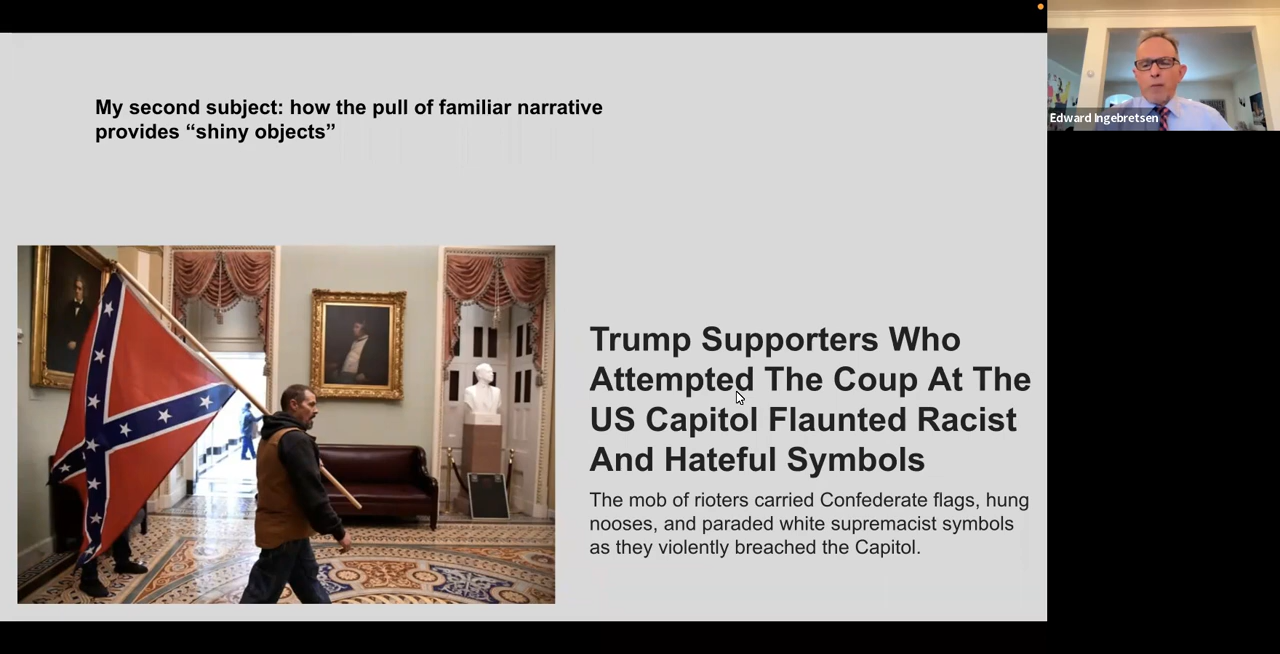 My second subject: how the pull of familiar narrative
provides “shiny objects”
Edward Ingebretsen
Trump Supporters Who
Attempted The Coup At The
US Capitol Flaunted Racist
And Hateful Symbols
The mob of rioters carried Confederate flags, hung
nooses, and paraded white supremacist symbols
as they violently breached the Capitol.